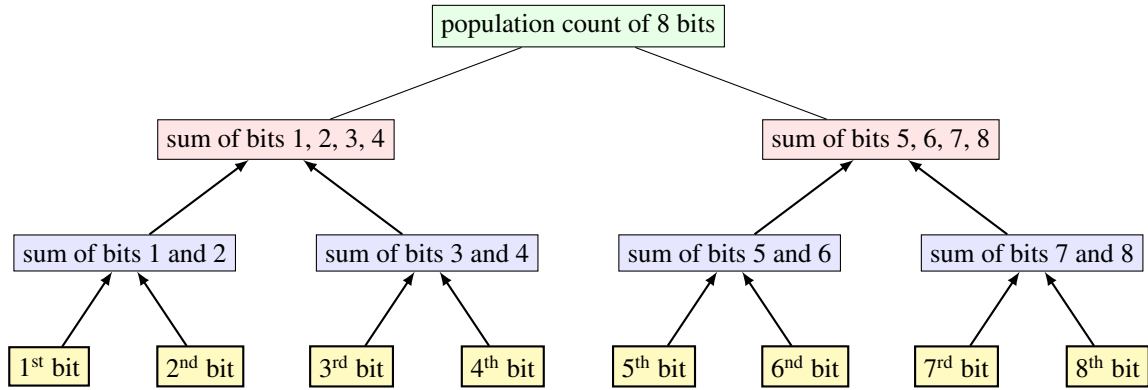 population count of 8 bits
sum of bits 1, 2, 3, 4
sum of bits 5, 6, 7, 8
sum of bits 1 and 2
sum of bits 3 and 4
sum of bits 5 and 6
sum of bits 7 and 8
1st bit
2nd bit
3rd bit
4th bit
5th bit
6nd bit
7rd bit
8th bit